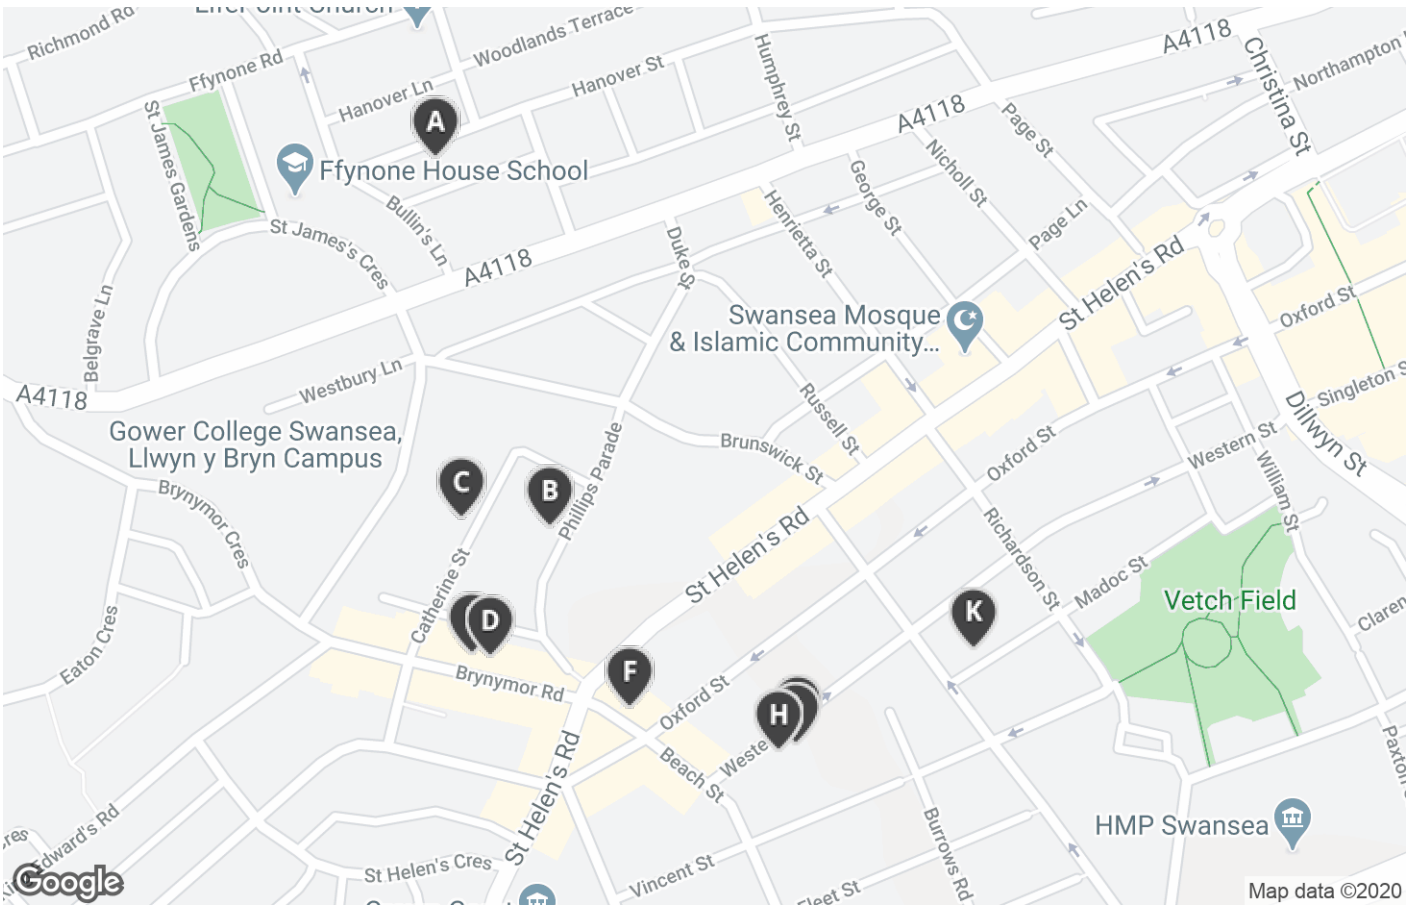 LifePoint Church
Richmond Rd
Woodlands Terrace
A4118
Christina St
Northampton
Ffynone Rd
Hanover St
Humphrey St
Hanover Ln
A
A4118
Page St
St James Gardens
Ffynone House School
Nicholl St
George St
Bullin's Ln
Henrietta St
Page Ln
St James's Cres
Duke St
A4118
St Helen's Rd
Oxford St
Belgrave Ln
Swansea Mosque
& Islamic Community...
Westbury Ln
A4118
Russell St
Singleton S
Dillwyn St
Gower College Swansea,
Llwyn y Bryn Campus
Brunswick St
Phillips Parade
Oxford St
Western St
William St
C
B
Brynymor Cres
Richardson St
St Helen's Rd
Catherine St
Madoc St
Vetch Field
Eaton Cres
D
K
Claren
Brynymor Rd
F
Oxford St
H
Weste
Beach St
St Helen's Rd
Paxton
Burrows Rd
HMP Swansea
Edward's Rd
St Helen's Cres
Vincent St
Fleet St
Google
Map data ©2020